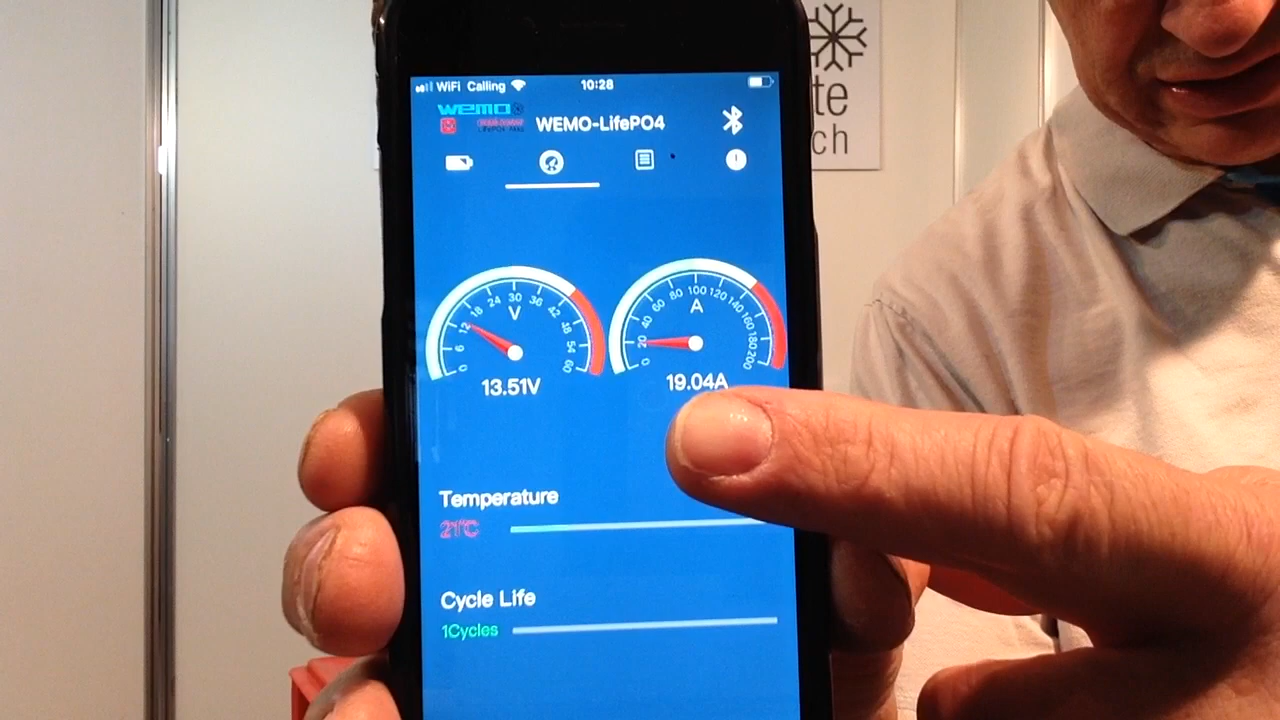 WiFi Calling 10:28
wemo
LifePO4-Akku
WEMO-LifePO4
te
ch
0 6 12 18 24 30 36 42 48 54 60
V
13.51V
0 20 40 60 80 100 120 140 160 180 200
A
19.04A
Temperature
21°C
Cycle Life
1Cycles